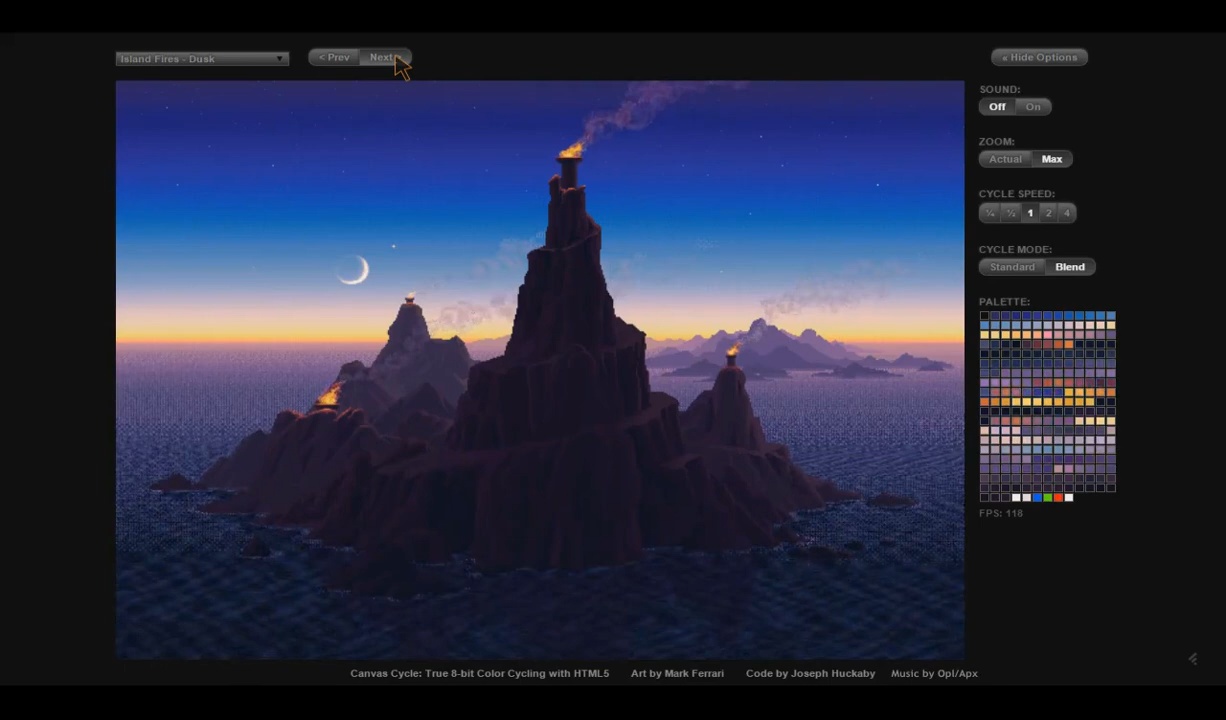 Island Fires - Dusk
< Prev Next >
« Hide Options
SOUND:
Off On
ZOOM:
Actual Max
CYCLE SPEED:
¼ ½ 1 2 4
CYCLE MODE:
Standard Blend
PALETTE:
FPS: 118
Canvas Cycle: True 8-bit Color Cycling with HTML5 Art by Mark Ferrari Code by Joseph Huckaby Music by OpI/Apx